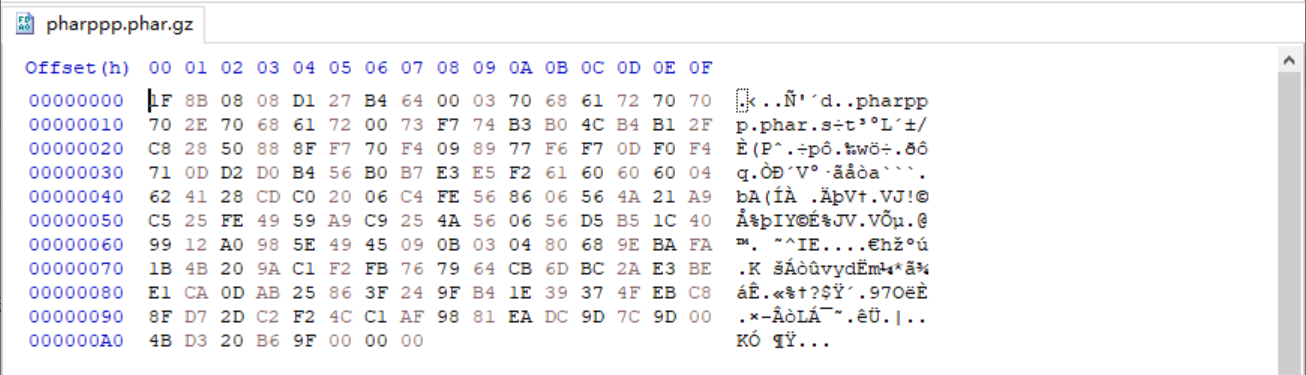 pharppp.phar.gz
Offset(h) 00 01 02 03 04 05 06 07 08 09 0A 0B 0C 0D 0E 0F
00000000 1F 8B 08 08 D1 27 B4 64 00 03 70 68 61 72 70 70 .‹..Ñ'´d..pharpp
00000010 70 2E 70 68 61 72 00 73 F7 74 B3 B0 4C B4 B1 2F p.phar.s÷t³°L´±/
00000020 C8 28 50 88 8F F7 70 F4 09 89 77 F6 F7 0D F0 F4 È(Pˆ.÷pô.‰wö÷.ðô
00000030 71 0D D2 D0 B4 56 B0 B7 E3 E5 F2 61 60 60 60 04 q.ÒÐ´V°·ãåòa```.
00000040 62 41 28 CD C0 20 06 C4 FE 56 86 06 56 4A 21 A9 bA(ÍÀ .ÄþV†.VJ!©
00000050 C5 25 FE 49 59 A9 C9 25 4A 56 06 56 D5 B5 1C 40 Å%þIY©É%JV.VÕµ.@
00000060 99 12 A0 98 5E 49 45 09 0B 03 04 80 68 9E BA FA ™. ˜^IE....€hžºú
00000070 1B 4B 20 9A C1 F2 FB 76 79 64 CB 6D BC 2A E3 BE .K šÁòûvydËm¼*ã¾
00000080 E1 CA 0D AB 25 86 3F 24 9F B4 1E 39 37 4F EB C8 áÊ.«%†?$Ÿ´.97OëÈ
00000090 8F D7 2D C2 F2 4C C1 AF 98 81 EA DC 9D 7C 9D 00 .×-ÂòLÁ¯˜.êÜ.|..
000000A0 4B D3 20 B6 9F 00 00 00 KÓ ¶Ÿ...